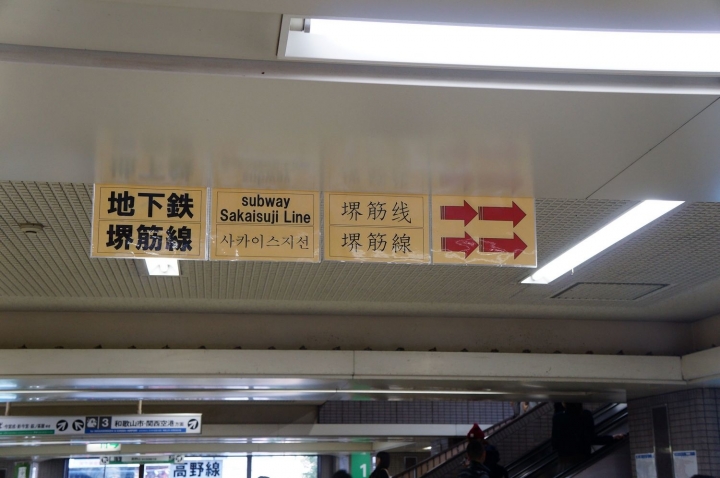 地下鉄
堺筋線
subway
Sakaisuji Line
사카이스지선
堺筋线
堺筋線
3 和歌山市・関西空港
高野線
1